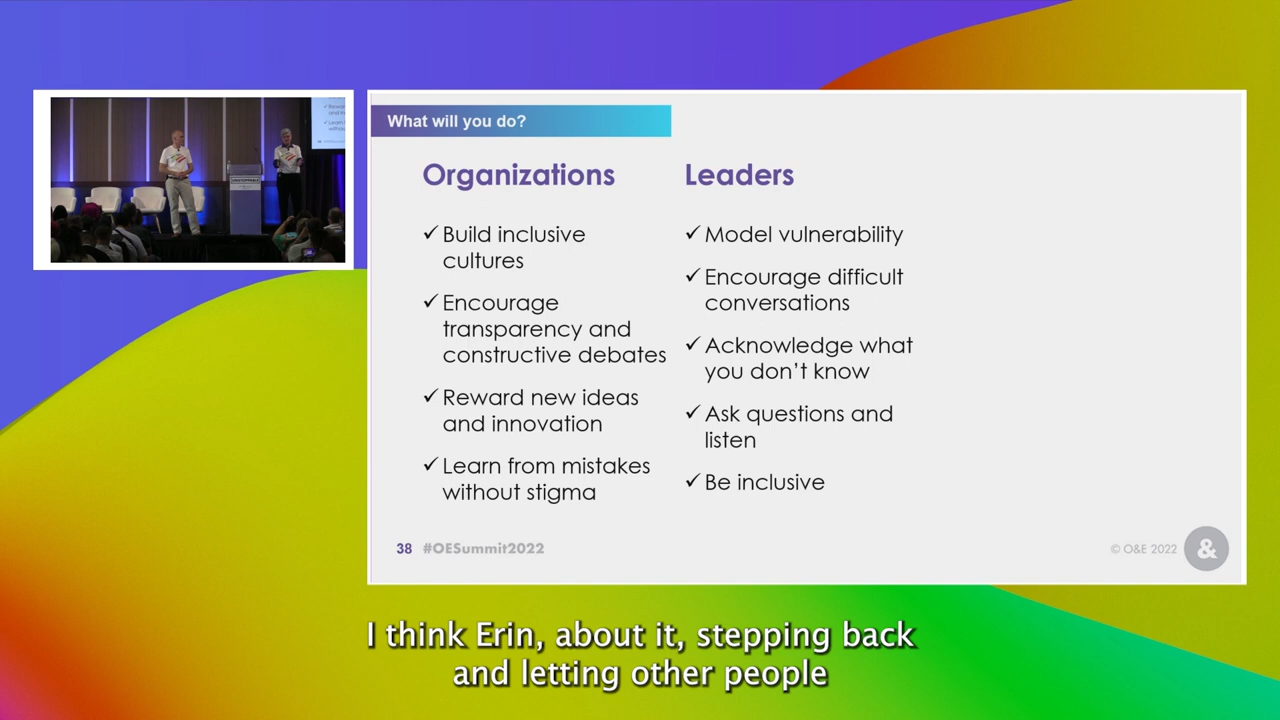 What will you do?
Organizations
✓ Build inclusive
cultures
✓ Encourage
transparency and
constructive debates
✓ Reward new ideas
and innovation
✓ Learn from mistakes
without stigma
Leaders
✓ Model vulnerability
✓ Encourage difficult
conversations
✓ Acknowledge what
you don’t know
✓ Ask questions and
listen
✓ Be inclusive
38 #OESummit2022
© O&E 2022 &
I think Erin, about it, stepping back
and letting other people